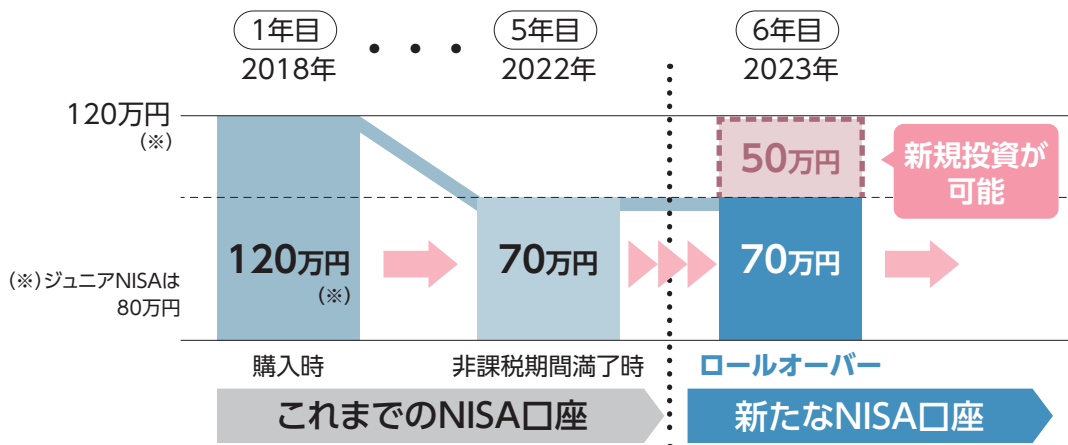 1年目
2018年
・・・
5年目
2022年
6年目
2023年
120万円
(※)
50万円
新規投資が
可能
120万円
(※)
70万円
70万円
(※)ジュニアNISAは
80万円
購入時
非課税期間満了時
ロールオーバー
これまでのNISA口座
新たなNISA口座